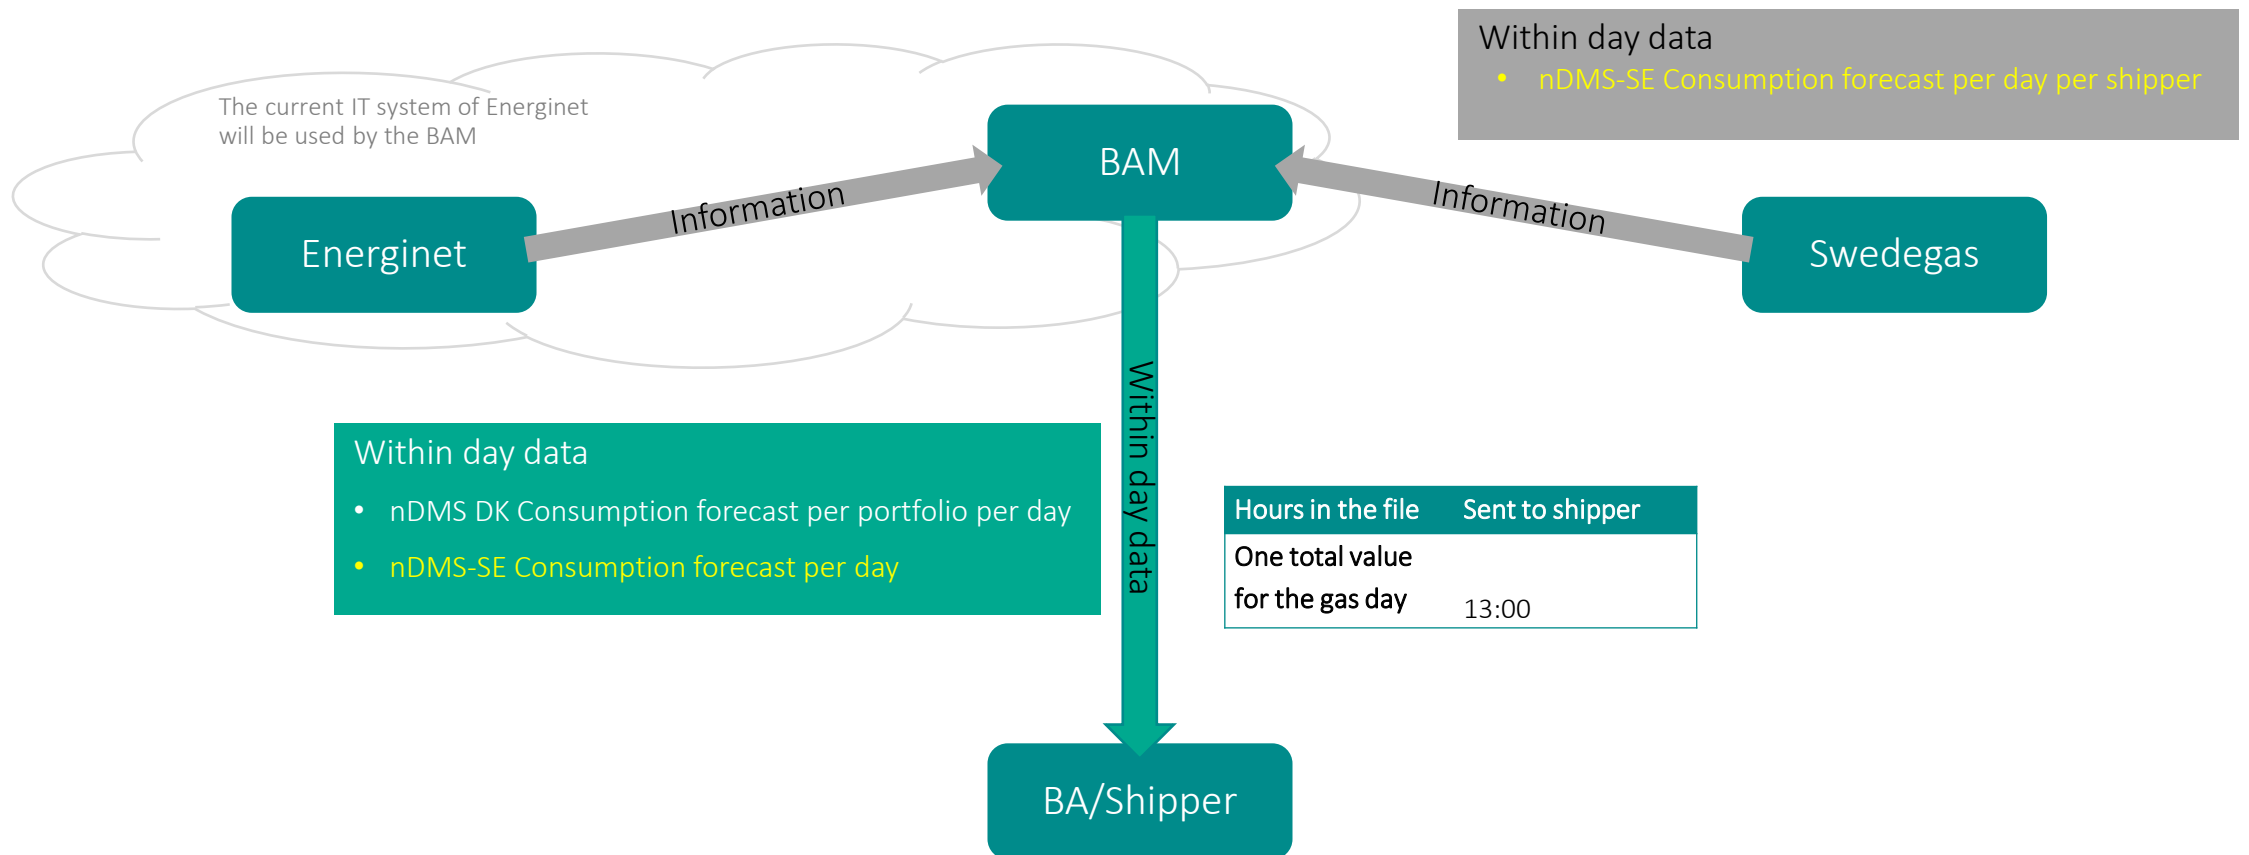 Within day data
• nDMS-SE Consumption forecast per day per shipper
The current IT system of Energinet
will be used by the BAM
BAM
Information
Information
Energinet
Swedegas
Within day data
Within day data
• nDMS DK Consumption forecast per portfolio per day
• nDMS-SE Consumption forecast per day
Hours in the file Sent to shipper
One total value
for the gas day 13:00
BA/Shipper